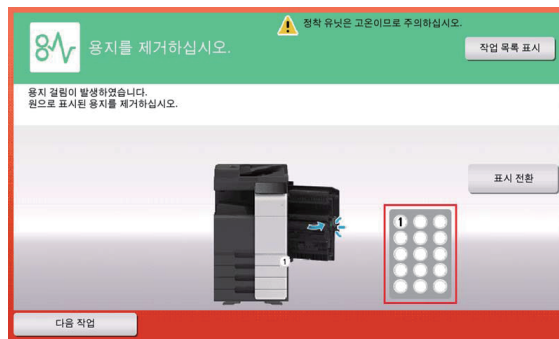 정착 유닛은 고온이므로 주의하십시오.
용지를 제거하십시오.
작업 목록 표시
용지 걸림이 발생하였습니다.
원으로 표시된 용지를 제거하십시오.
표시 전환
1
1
다음 작업